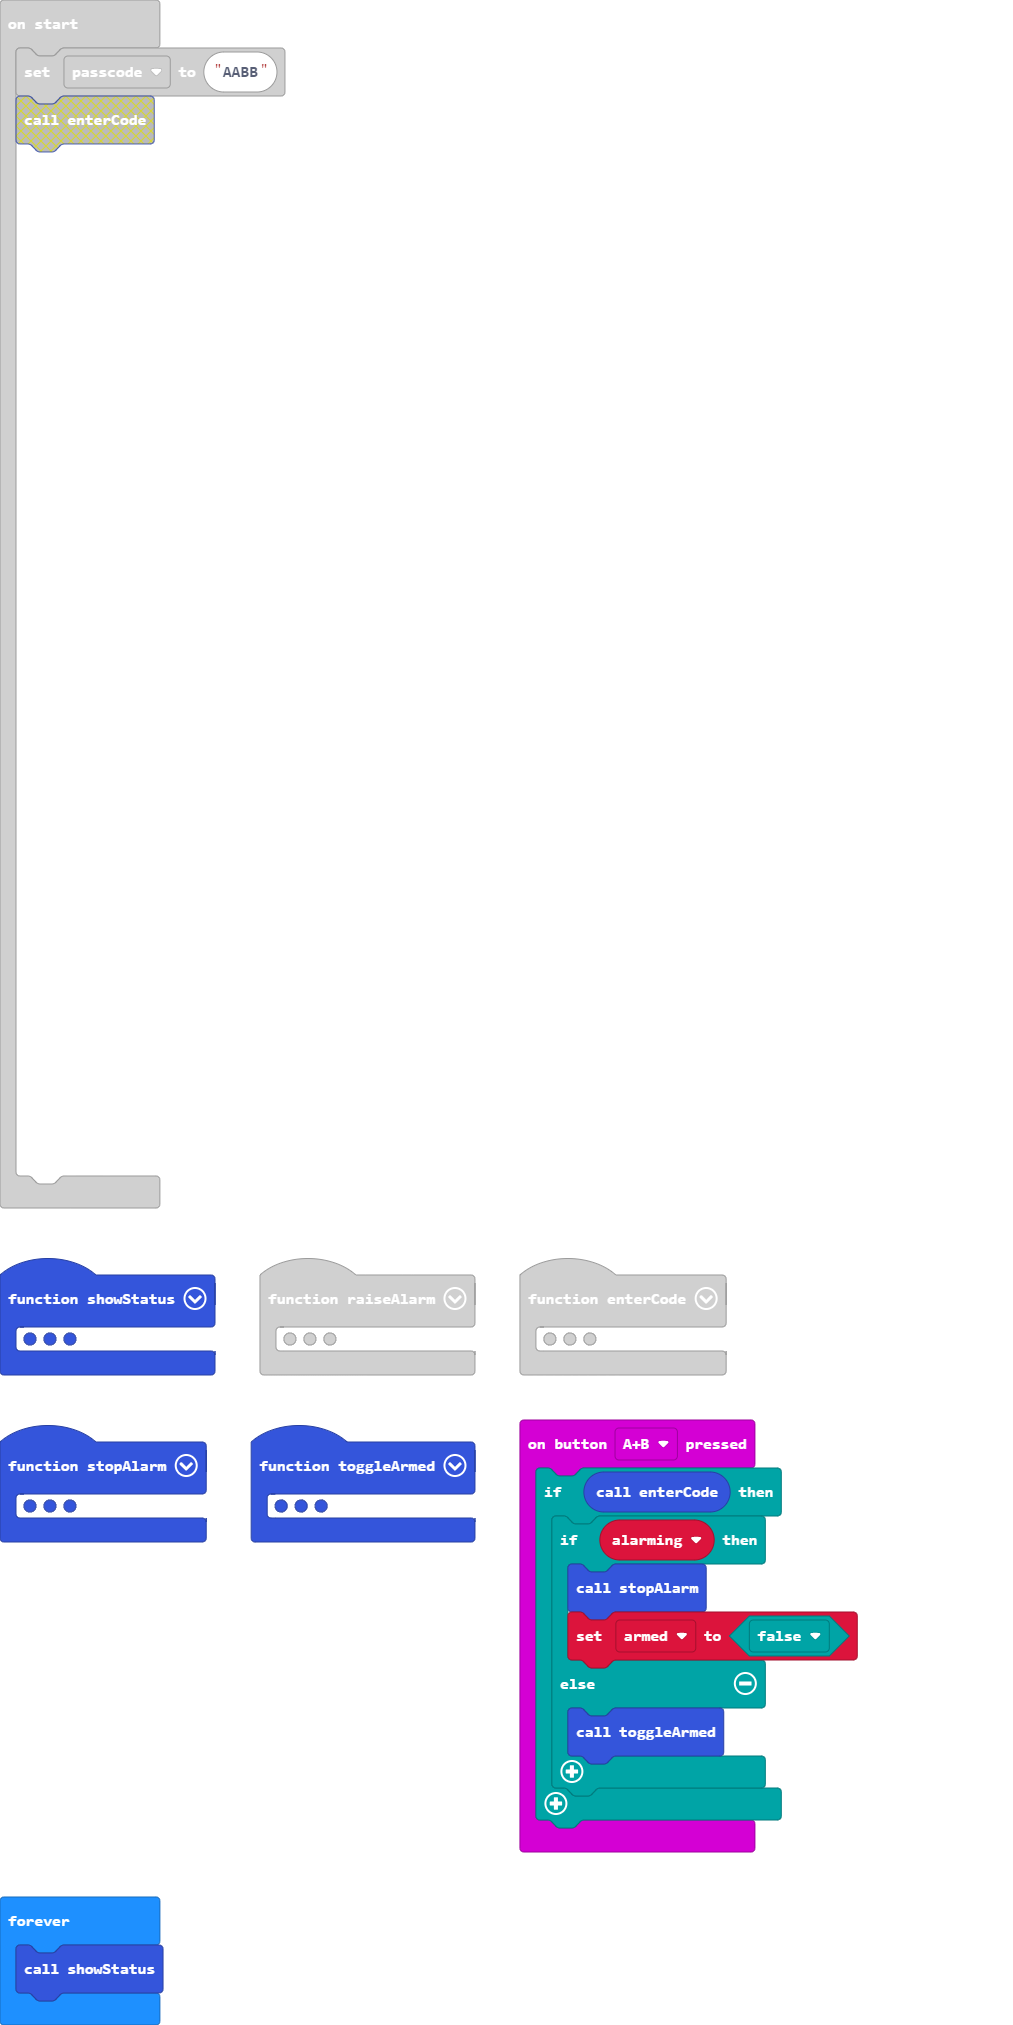 on start
set passcode to "AABB"
call enterCode
function showStatus
function raiseAlarm
function enterCode
function stopAlarm
function toggleArmed
on button A+B pressed
if call enterCode then
if alarming then
call stopAlarm
set armed to false
else
call toggleArmed
forever
call showStatus